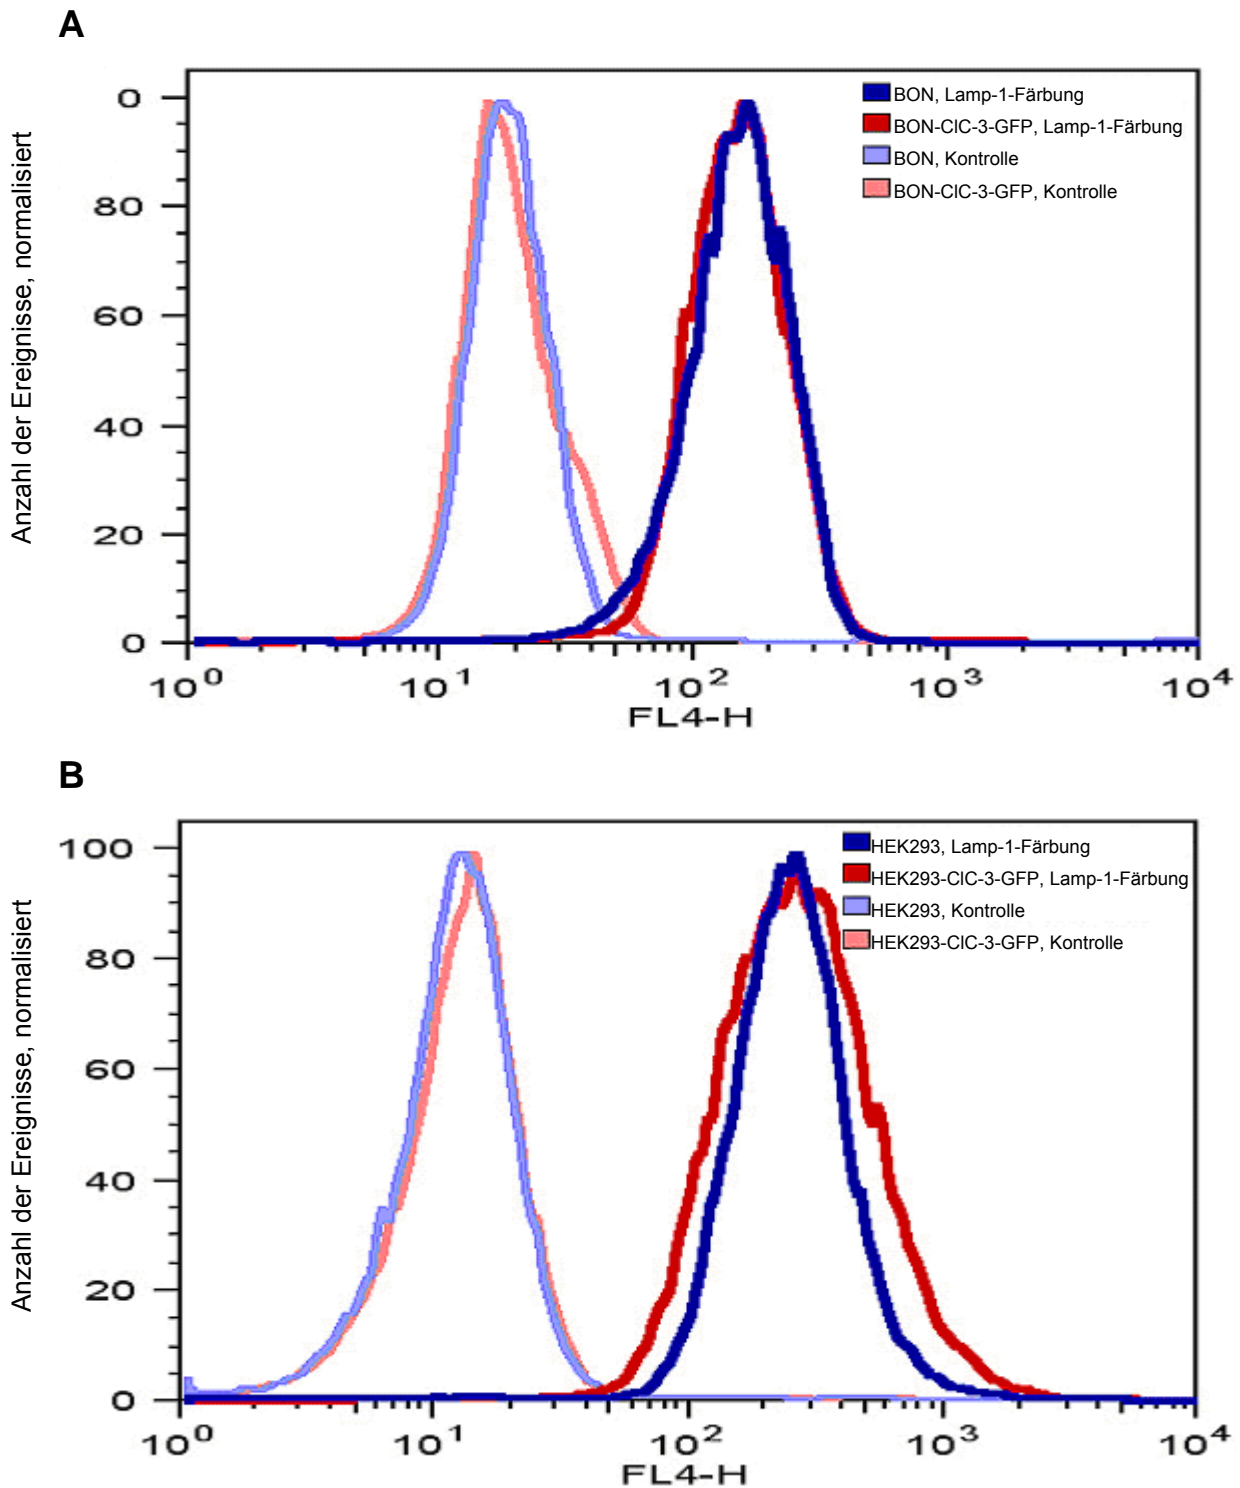 A
Anzahl der Ereignisse, normalisiert
0
80
60
40
20
0
BON, Lamp-1-Färbung
BON-ClC-3-GFP, Lamp-1-Färbung
BON, Kontrolle
BON-ClC-3-GFP, Kontrolle
10⁰ 10¹ 10² 10³ 10⁴
FL4-H
B
Anzahl der Ereignisse, normalisiert
100
80
60
40
20
0
HEK293, Lamp-1-Färbung
HEK293-ClC-3-GFP, Lamp-1-Färbung
HEK293, Kontrolle
HEK293-ClC-3-GFP, Kontrolle
10⁰ 10¹ 10² 10³ 10⁴
FL4-H